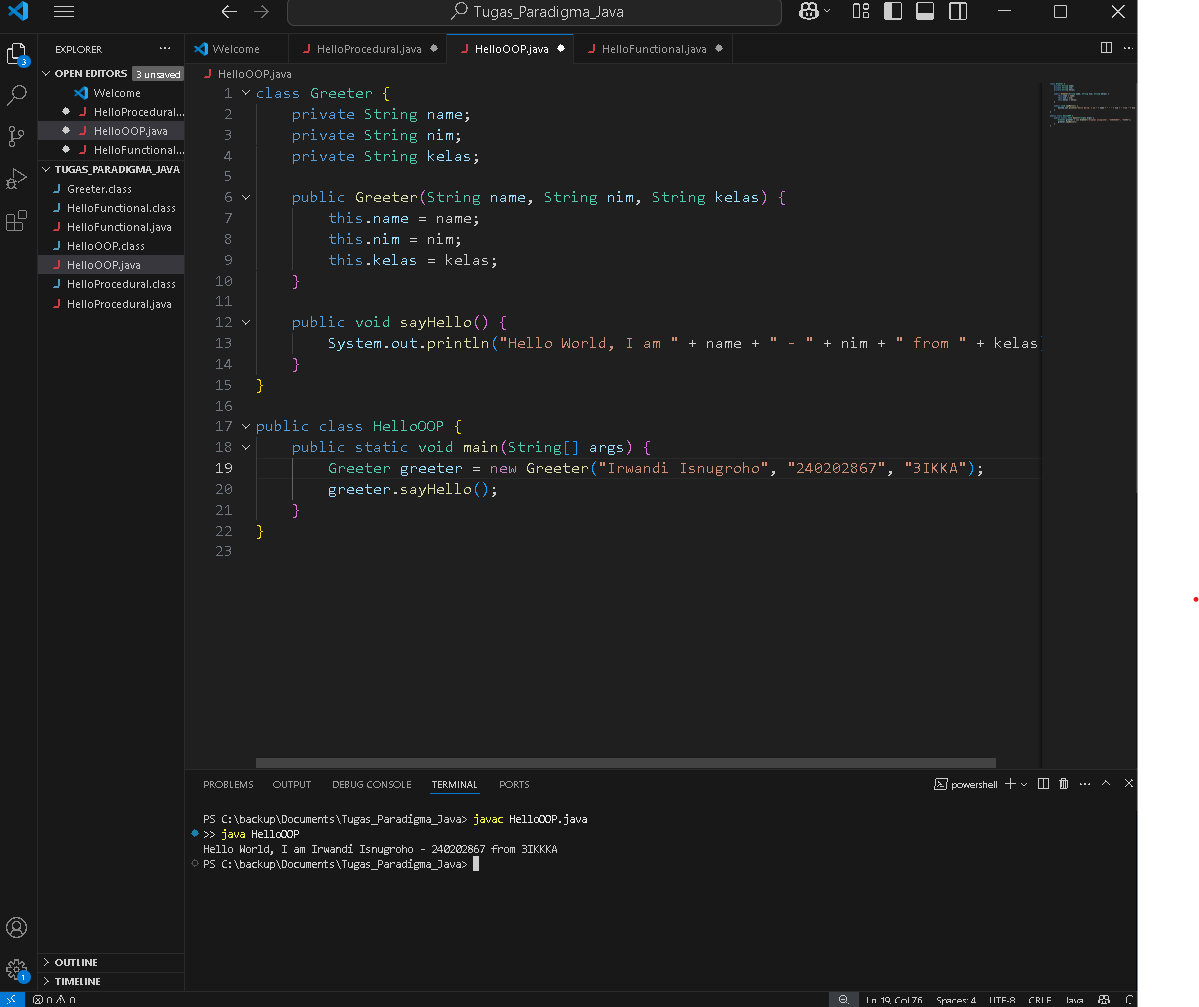 Tugas_Paradigma_Java
3
EXPLORER
OPEN EDITORS 3 unsaved
Welcome
HelloProcedural...
HelloOOP.java
HelloFunctional...
TUGAS_PARADIGMA_JAVA
Greeter.class
HelloFunctional.class
HelloFunctional.java
HelloOOP.class
HelloOOP.java
HelloProcedural.class
HelloProcedural.java
OUTLINE
TIMELINE
1
Welcome HelloProcedural.java HelloOOP.java HelloFunctional.java
HelloOOP.java
1 class Greeter {
2 private String name;
3 private String nim;
4 private String kelas;
5
6 public Greeter(String name, String nim, String kelas) {
7 this.name = name;
8 this.nim = nim;
9 this.kelas = kelas;
10 }
11
12 public void sayHello() {
13 System.out.println("Hello World, I am " + name + " - " + nim + " from " + kelas
14 }
15 }
16
17 public class HelloOOP {
18 public static void main(String[] args) {
19 Greeter greeter = new Greeter("Irwandi Isnugroho", "240202867", "3IKKA");
20 greeter.sayHello();
21 }
22 }
23
PROBLEMS OUTPUT DEBUG CONSOLE TERMINAL PORTS powershell
PS C:\backup\Documents\Tugas_Paradigma_Java> javac HelloOOP.java
>> java HelloOOP
Hello World, I am Irwandi Isnugroho - 240202867 from 3IKKKA
PS C:\backup\Documents\Tugas_Paradigma_Java>
0 0 Ln 19, Col 76 Spaces: 4 UTF-8 CRLF Java